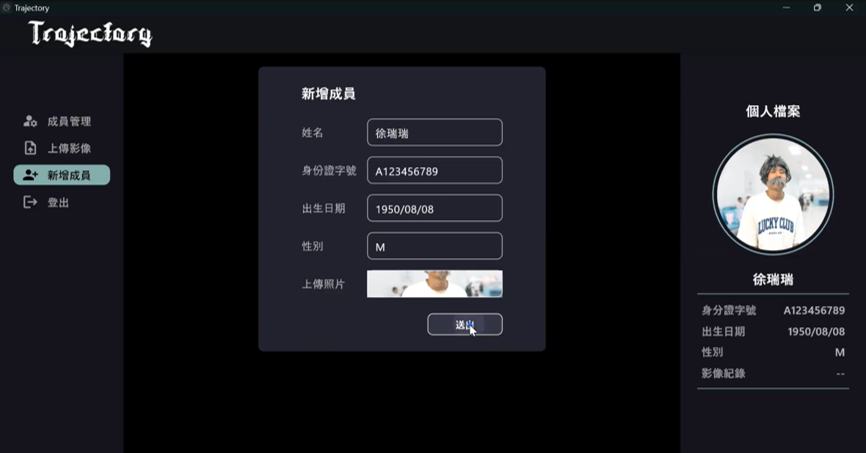 Trajectory
Trajectory
成員管理
上傳影像
新增成員
登出
新增成員
姓名
徐瑞瑞
身份證字號
A123456789
出生日期
1950/08/08
性別
M
上傳照片
送出
個人檔案
LUCKY CLUB
徐瑞瑞
身分證字號 A123456789
出生日期 1950/08/08
性別 M
影像紀錄 --